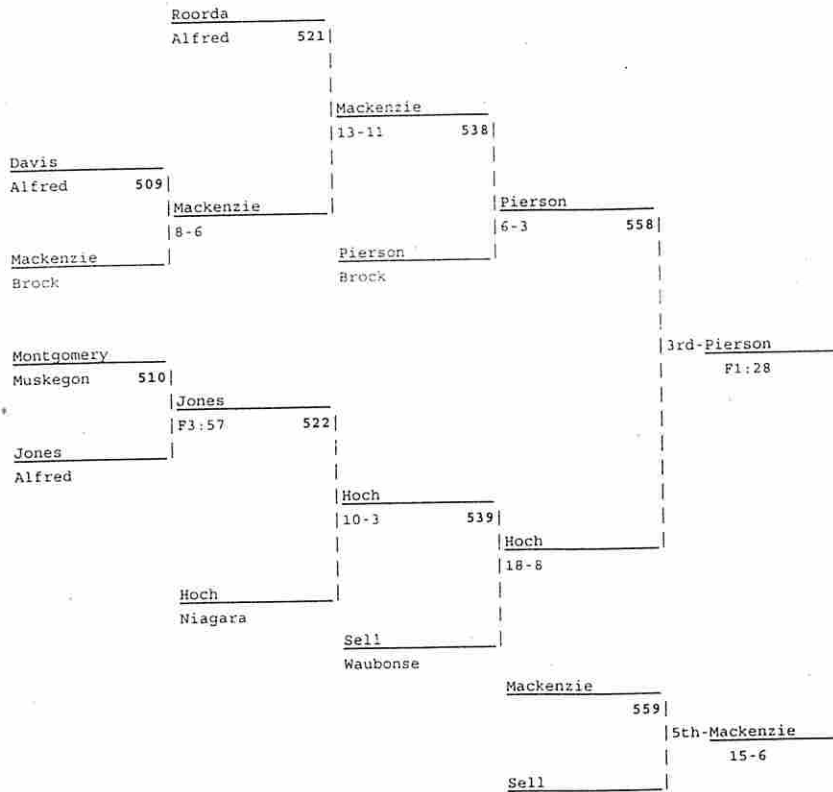 Roorda
Alfred 521
Mackenzie
13-11 538
Davis
Alfred 509
Mackenzie
8-6
Pierson
6-3 558
Mackenzie
Brock
Pierson
Brock
3rd-Pierson
F1:28
Montgomery
Muskegon 510
Jones
F3:57 522
Jones
Alfred
Hoch
10-3 539
Hoch
18-8
Hoch
Niagara
Sell
Waubonse
Mackenzie
559
5th-Mackenzie
15-6
Sell